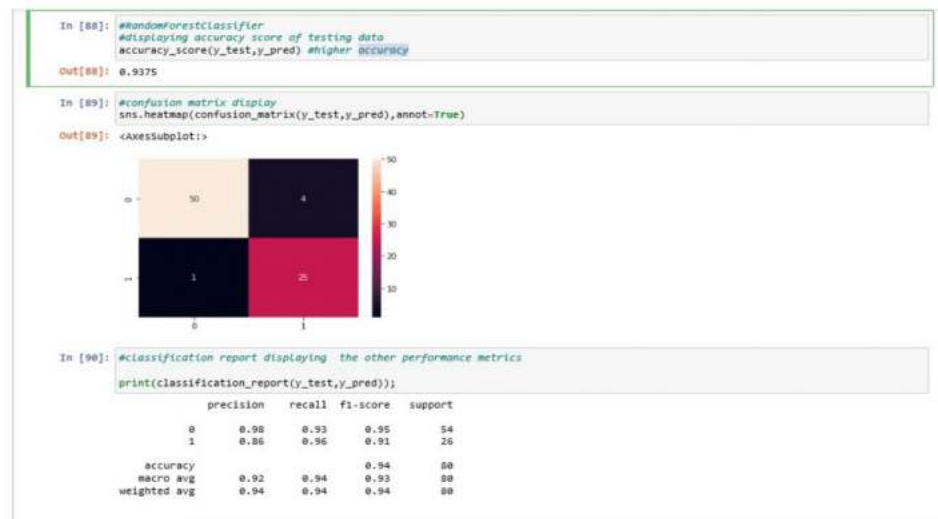 In [88]: #RandomForestClassifier
#displaying accuracy score of testing data
accuracy_score(y_test,y_pred) #higher accuracy
Out[88]: 0.9375
In [89]: #confusion matrix display
sns.heatmap(confusion_matrix(y_test,y_pred),annot=True)
Out[89]: <AxesSubplot:>
50
0 50 4
40
30
20
1 1 25
10
0 1
In [90]: #classification report displaying the other performance metrics
print(classification_report(y_test,y_pred));
precision recall f1-score support
0 0.98 0.93 0.95 54
1 0.86 0.96 0.91 26
accuracy 0.94 80
macro avg 0.92 0.94 0.93 80
weighted avg 0.94 0.94 0.94 80